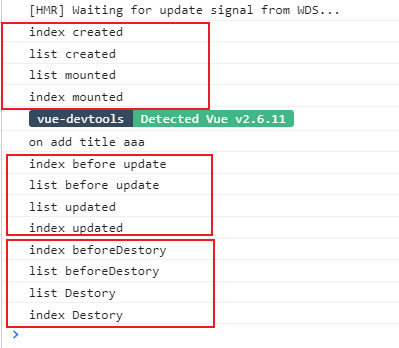 [HMR] Waiting for update signal from WDS...
index created
list created
list mounted
index mounted
vue-devtools Detected Vue v2.6.11
on add title aaa
index before update
list before update
list updated
index updated
index beforeDestory
list beforeDestory
list Destory
index Destory